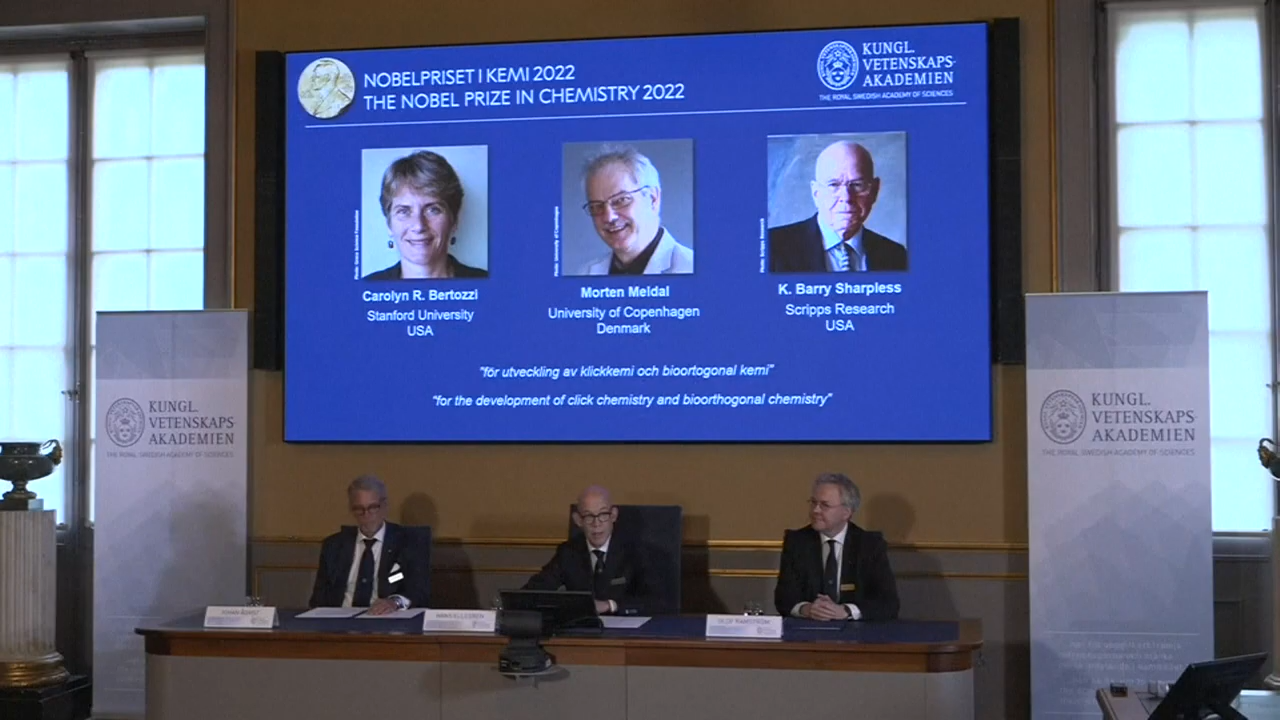 NOBELPRISET I KEMI 2022
THE NOBEL PRIZE IN CHEMISTRY 2022
KUNGL.
VETENSKAPS-
AKADEMIEN
THE ROYAL SWEDISH ACADEMY OF SCIENCES
Carolyn R. Bertozzi
Stanford University
USA
Morten Meldal
University of Copenhagen
Denmark
K. Barry Sharpless
Scripps Research
USA
"för utveckling av klickkemi och bioortogonal kemi"
"for the development of click chemistry and bioorthogonal chemistry"
KUNGL.
VETENSKAPS
AKADEMIEN
THE ROYAL SWEDISH ACADEMY OF SCIENCES
KUNGL.
VETENSKAPS
AKADEMIEN
THE ROYAL SWEDISH ACADEMY OF SCIENCES